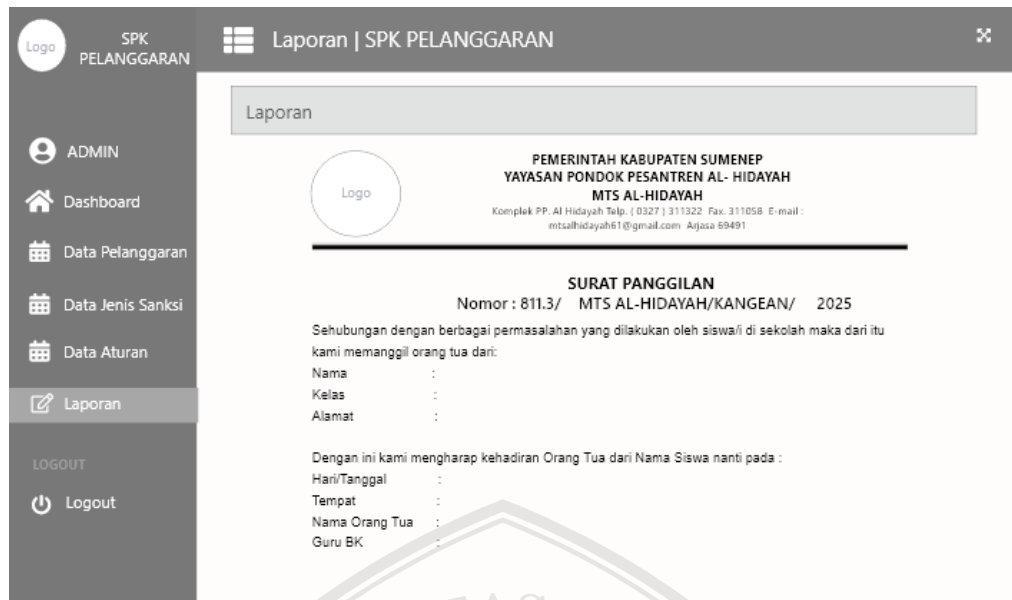 Logo
SPK
PELANGGARAN
ADMIN
Dashboard
Data Pelanggaran
Data Jenis Sanksi
Data Aturan
Laporan
LOGOUT
Logout
Laporan | SPK PELANGGARAN
Laporan
Logo
PEMERINTAH KABUPATEN SUMENEP
YAYASAN PONDOK PESANTREN AL- HIDAYAH
MTS AL-HIDAYAH
Komplek PP. Al Hidayah Telp. ( 0327 ) 311322 Fax. 311058 E-mail :
mtsalhidayah61@gmail.com Arjasa 69491
SURAT PANGGILAN
Nomor : 811.3/ MTS AL-HIDAYAH/KANGEAN/ 2025
Sehubungan dengan berbagai permasalahan yang dilakukan oleh siswa/i di sekolah maka dari itu
kami memanggil orang tua dari:
Nama :
Kelas :
Alamat :
Dengan ini kami mengharap kehadiran Orang Tua dari Nama Siswa nanti pada :
Hari/Tanggal :
Tempat :
Nama Orang Tua :
Guru BK :